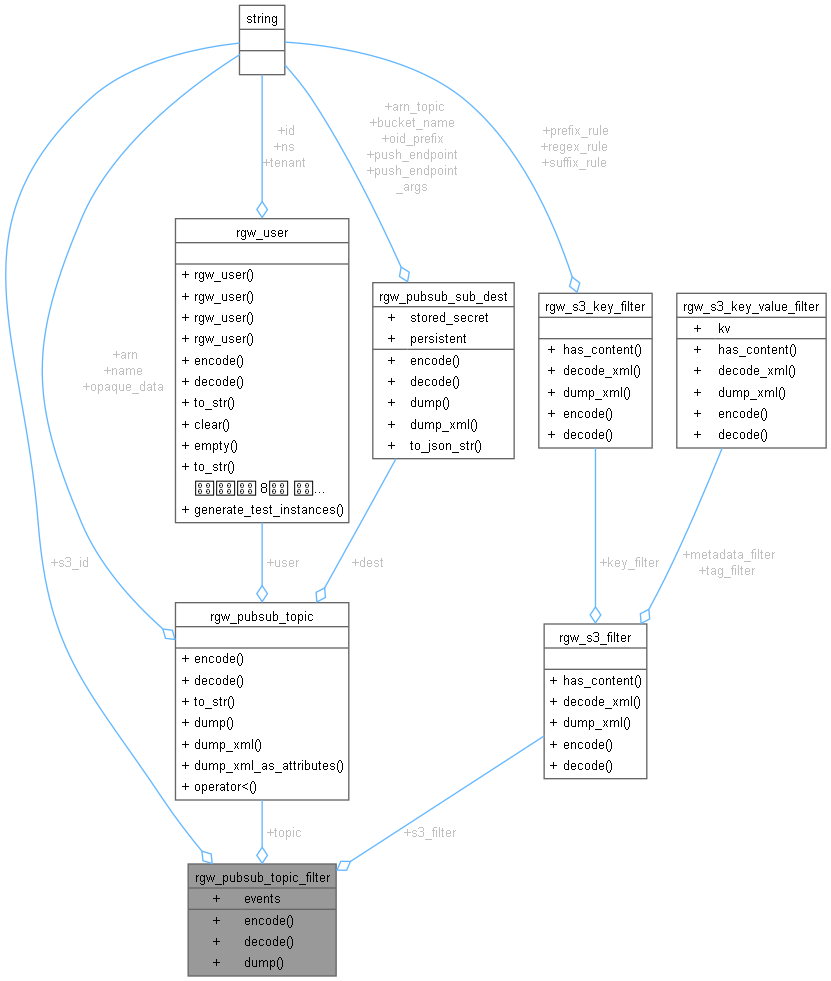 string
+arn_topic
+bucket_name
+oid_prefix
+push_endpoint
+push_endpoint
_args
+id
+ns
+tenant
+prefix_rule
+regex_rule
+suffix_rule
rgw_user
+ rgw_user()
+ rgw_user()
+ rgw_user()
+ rgw_user()
+ encode()
+ decode()
+ to_str()
+ clear()
+ empty()
+ to_str()
8 ...
+ generate_test_instances()
rgw_pubsub_sub_dest
+ stored_secret
+ persistent
+ encode()
+ decode()
+ dump()
+ dump_xml()
+ to_json_str()
rgw_s3_key_filter
+ has_content()
+ decode_xml()
+ dump_xml()
+ encode()
+ decode()
rgw_s3_key_value_filter
+ kv
+ has_content()
+ decode_xml()
+ dump_xml()
+ encode()
+ decode()
+arn
+name
+opaque_data
+s3_id
+user
+dest
+key_filter
+metadata_filter
+tag_filter
rgw_pubsub_topic
+ encode()
+ decode()
+ to_str()
+ dump()
+ dump_xml()
+ dump_xml_as_attributes()
+ operator<()
rgw_s3_filter
+ has_content()
+ decode_xml()
+ dump_xml()
+ encode()
+ decode()
+topic
+s3_filter
rgw_pubsub_topic_filter
+ events
+ encode()
+ decode()
+ dump()